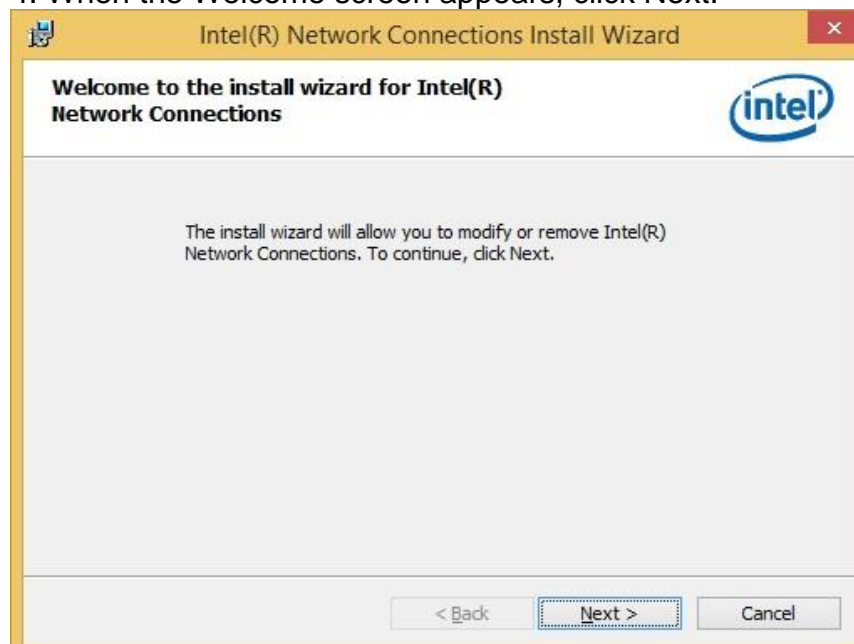 4. When the Welcome screen appears, click Next.
Intel(R) Network Connections Install Wizard
Welcome to the install wizard for Intel(R)
Network Connections
intel
The install wizard will allow you to modify or remove Intel(R)
Network Connections. To continue, click Next.
< Back Next > Cancel